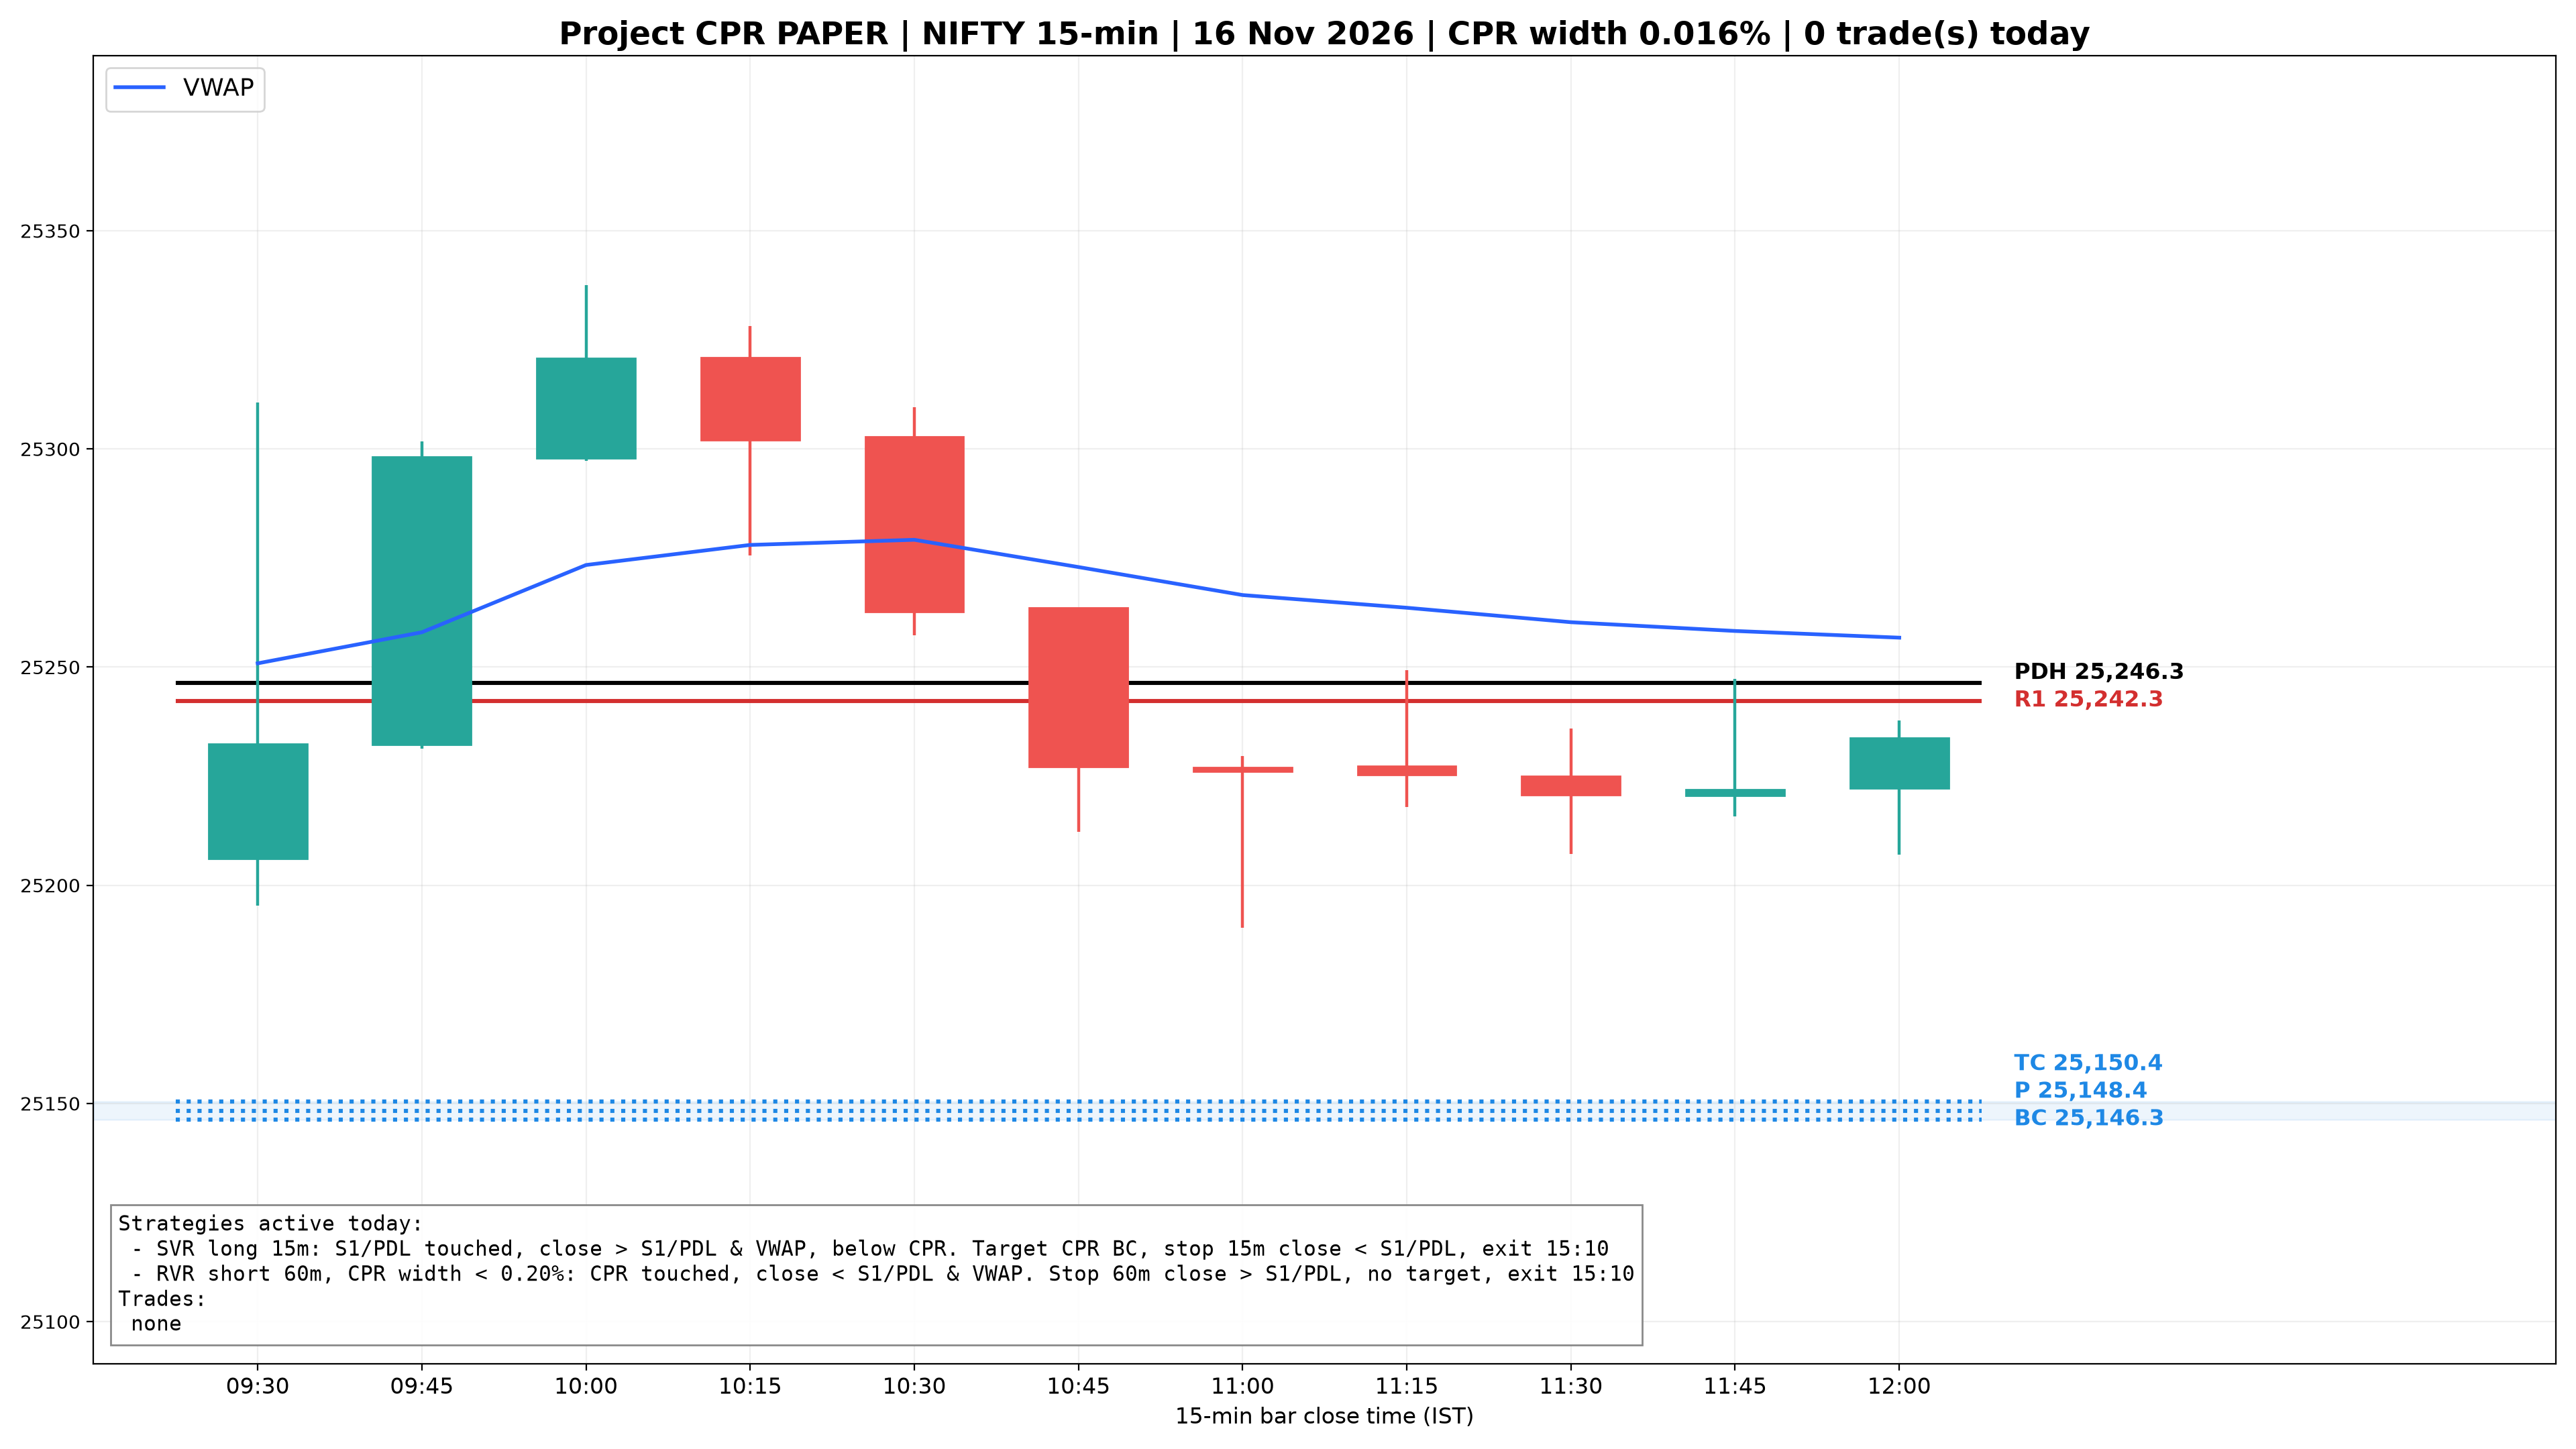 Project CPR PAPER | NIFTY 15-min | 16 Nov 2026 | CPR width 0.016% | 0 trade(s) today
VWAP
25350
25300
25250
25200
25150
25100
PDH 25,246.3
R1 25,242.3
TC 25,150.4
P 25,148.4
BC 25,146.3
Strategies active today:
- SVR long 15m: S1/PDL touched, close > S1/PDL & VWAP, below CPR. Target CPR BC, stop 15m close < S1/PDL, exit 15:10
- RVR short 60m, CPR width < 0.20%: CPR touched, close < S1/PDL & VWAP. Stop 60m close > S1/PDL, no target, exit 15:10
Trades:
none
09:30 09:45 10:00 10:15 10:30 10:45 11:00 11:15 11:30 11:45 12:00
15-min bar close time (IST)